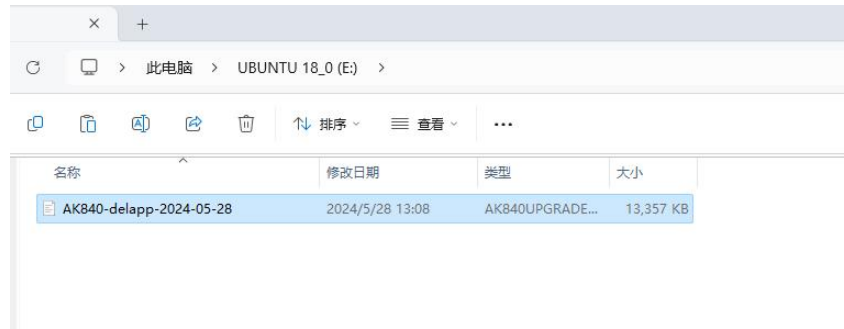 此电脑 > UBUNTU 18_0 (E:) >
排序 查看 ...
名称 修改日期 类型 大小
AK840-delapp-2024-05-28 2024/5/28 13:08 AK840UPGRADE... 13,357 KB